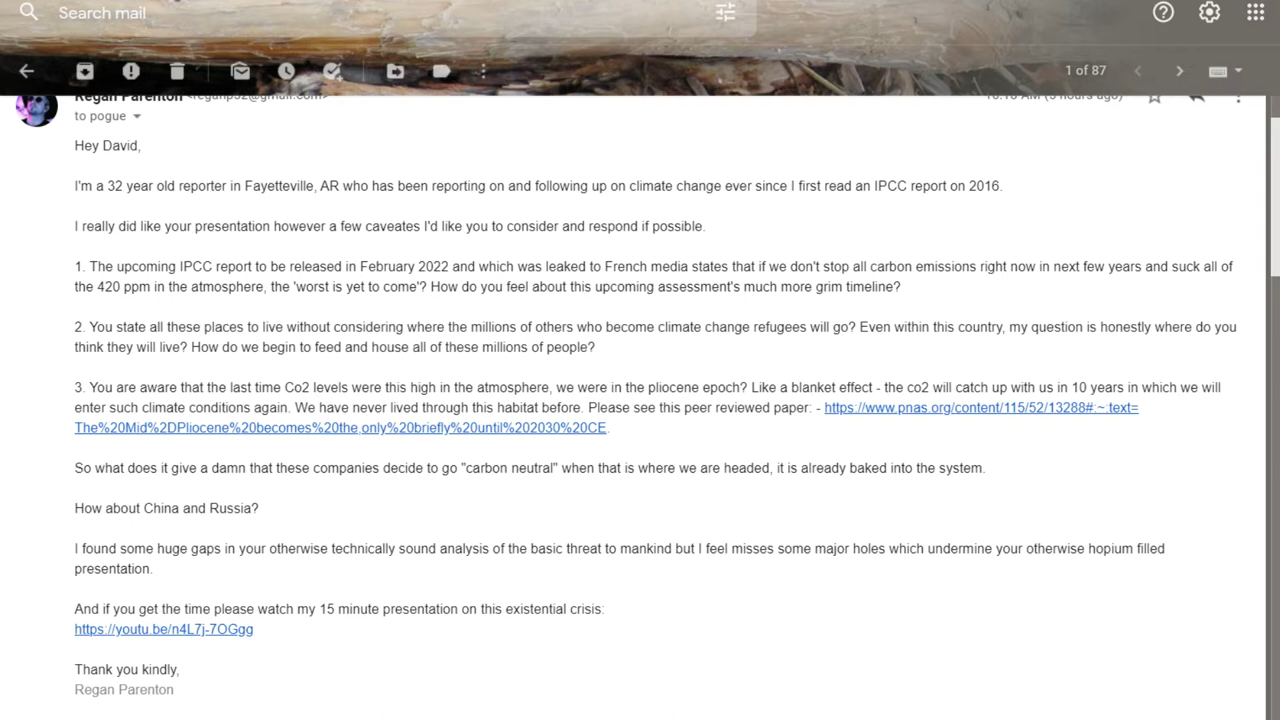 Search mail
1 of 87
Regan Parenton
to pogue
Hey David,
I'm a 32 year old reporter in Fayetteville, AR who has been reporting on and following up on climate change ever since I first read an IPCC report on 2016.
I really did like your presentation however a few caveates I'd like you to consider and respond if possible.
1. The upcoming IPCC report to be released in February 2022 and which was leaked to French media states that if we don't stop all carbon emissions right now in next few years and suck all of
the 420 ppm in the atmosphere, the 'worst is yet to come'? How do you feel about this upcoming assessment's much more grim timeline?
2. You state all these places to live without considering where the millions of others who become climate change refugees will go? Even within this country, my question is honestly where do you
think they will live? How do we begin to feed and house all of these millions of people?
3. You are aware that the last time Co2 levels were this high in the atmosphere, we were in the pliocene epoch? Like a blanket effect - the co2 will catch up with us in 10 years in which we will
enter such climate conditions again. We have never lived through this habitat before. Please see this peer reviewed paper: - https://www.pnas.org/content/115/52/13288#:~:text=
The%20Mid%2DPliocene%20becomes%20the,only%20briefly%20until%202030%20CE.
So what does it give a damn that these companies decide to go "carbon neutral" when that is where we are headed, it is already baked into the system.
How about China and Russia?
I found some huge gaps in your otherwise technically sound analysis of the basic threat to mankind but I feel misses some major holes which undermine your otherwise hopium filled
presentation.
And if you get the time please watch my 15 minute presentation on this existential crisis:
https://youtu.be/n4L7j-7OGgg
Thank you kindly,
Regan Parenton